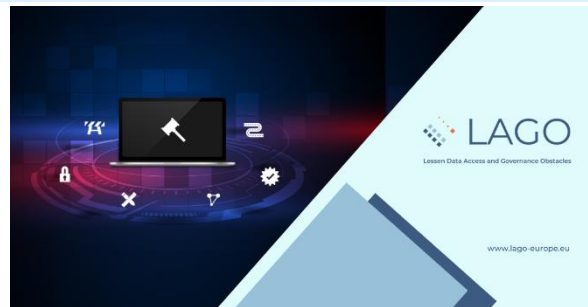 LAGO
Lessen Data Access and Governance Obstacles
www.lago-europe.eu